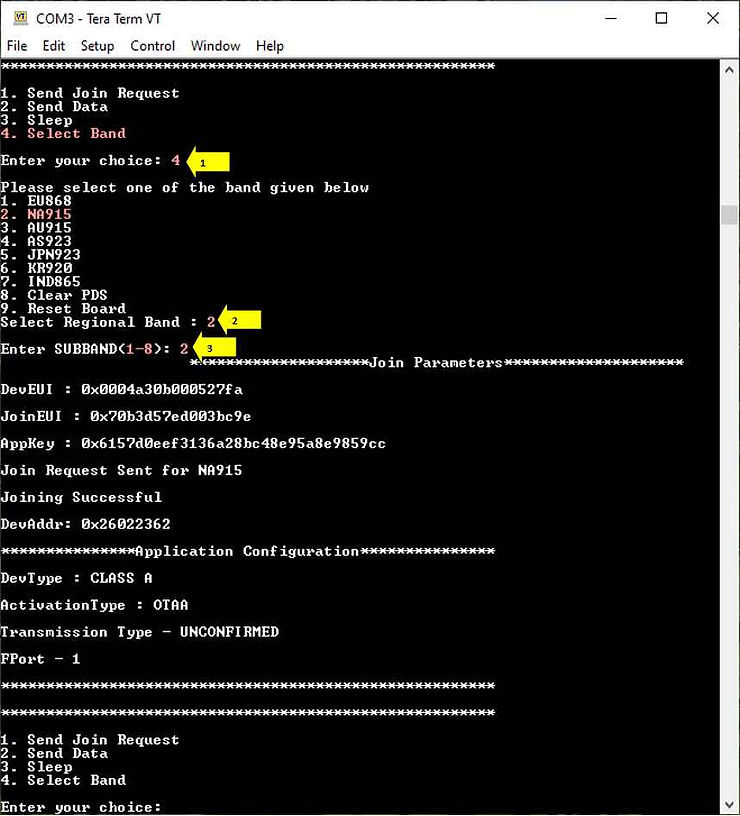 COM3 - Tera Term VT
File Edit Setup Control Window Help
*******************************************************
1. Send Join Request
2. Send Data
3. Sleep
4. Select Band
Enter your choice: 4
1
Please select one of the band given below
1. EU868
2. NA915
3. AU915
4. AS923
5. JPN923
6. KR920
7. IND865
8. Clear PDS
9. Reset Board
Select Regional Band : 2
2
Enter SUBBAND(1-8): 2
3
********************Join Parameters********************
DevEUI : 0x0004a30b000527fa
JoinEUI : 0x70b3d57ed003bc9e
AppKey : 0x6157d0eef3136a28bc48e95a8e9859cc
Join Request Sent for NA915
Joining Successful
DevAddr: 0x26022362
***************Application Configuration***************
DevType : CLASS A
ActivationType : OTAA
Transmission Type - UNCONFIRMED
FPort - 1
*******************************************************
*******************************************************
1. Send Join Request
2. Send Data
3. Sleep
4. Select Band
Enter your choice: